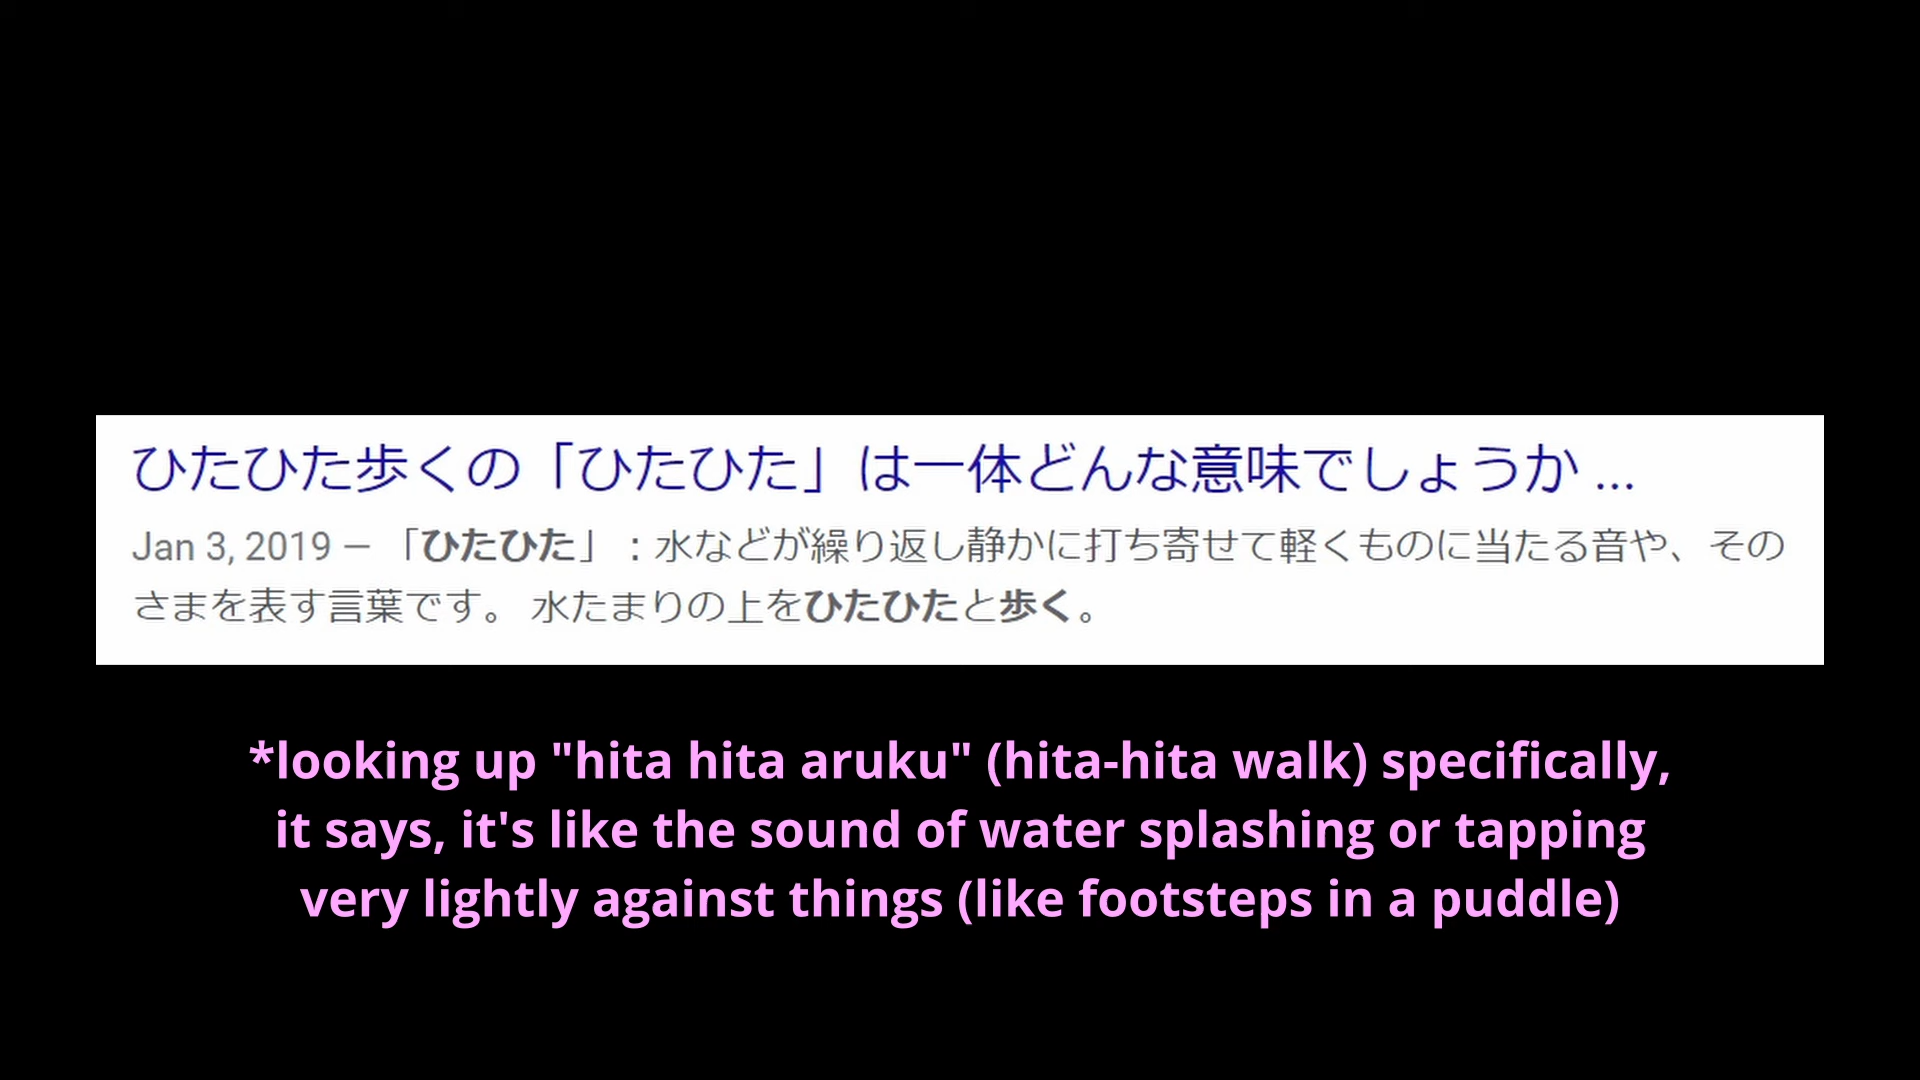 ひたひた歩くの「ひたひた」は一体どんな意味でしょうか ...
Jan 3, 2019 — 「ひたひた」：水などが繰り返し静かに打ち寄せて軽くものに当たる音や、その
さまを表す言葉です。 水たまりの上をひたひたと歩く。
*looking up "hita hita aruku" (hita-hita walk) specifically,
it says, it's like the sound of water splashing or tapping
very lightly against things (like footsteps in a puddle)